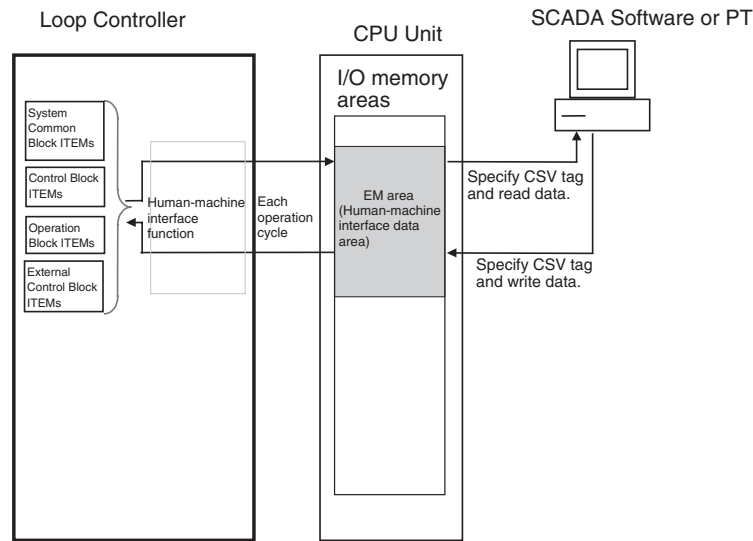 Loop Controller
CPU Unit
SCADA Software or PT
I/O memory
areas
System
Common
Block ITEMs
Control Block
ITEMs
Operation
Block ITEMs
External
Control Block
ITEMs
Human-machine
interface
function
Each
operation
cycle
EM area
(Human-machine
interface data
area)
Specify CSV tag
and read data.
Specify CSV tag
and write data.